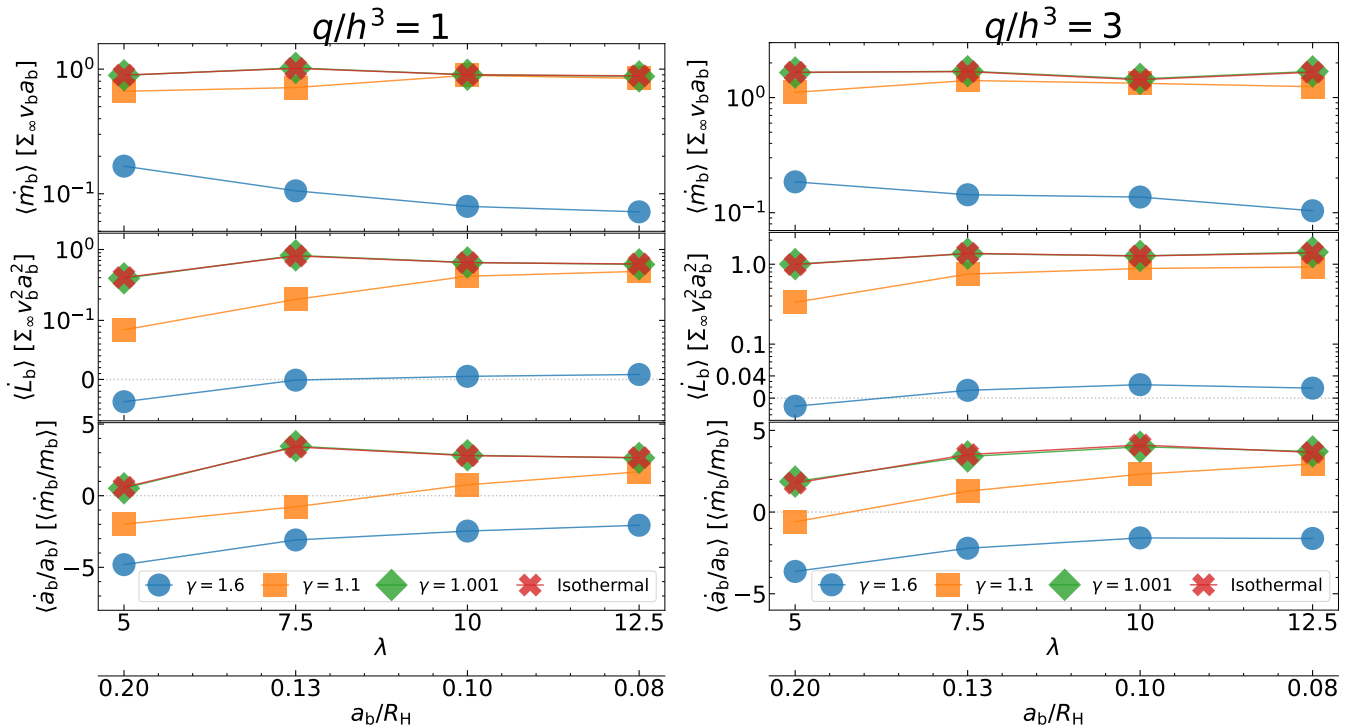 q/h³ = 1
⟨ṁ_b⟩ [Σ_∞ v_b a_b]
10⁰
10⁻¹
⟨L̇_b⟩ [Σ_∞ v_b² a_b²]
10⁰
10⁻¹
0
⟨ȧ_b/a_b⟩ [⟨ṁ_b/m_b⟩]
5
0
−5
γ = 1.6 γ = 1.1 γ = 1.001 Isothermal
5 7.5 10 12.5
λ
0.20 0.13 0.10 0.08
a_b/R_H
q/h³ = 3
⟨ṁ_b⟩ [Σ_∞ v_b a_b]
10⁰
10⁻¹
⟨L̇_b⟩ [Σ_∞ v_b² a_b²]
1.0
0.1
0.04
0
⟨ȧ_b/a_b⟩ [⟨ṁ_b/m_b⟩]
5
0
−5
γ = 1.6 γ = 1.1 γ = 1.001 Isothermal
5 7.5 10 12.5
λ
0.20 0.13 0.10 0.08
a_b/R_H